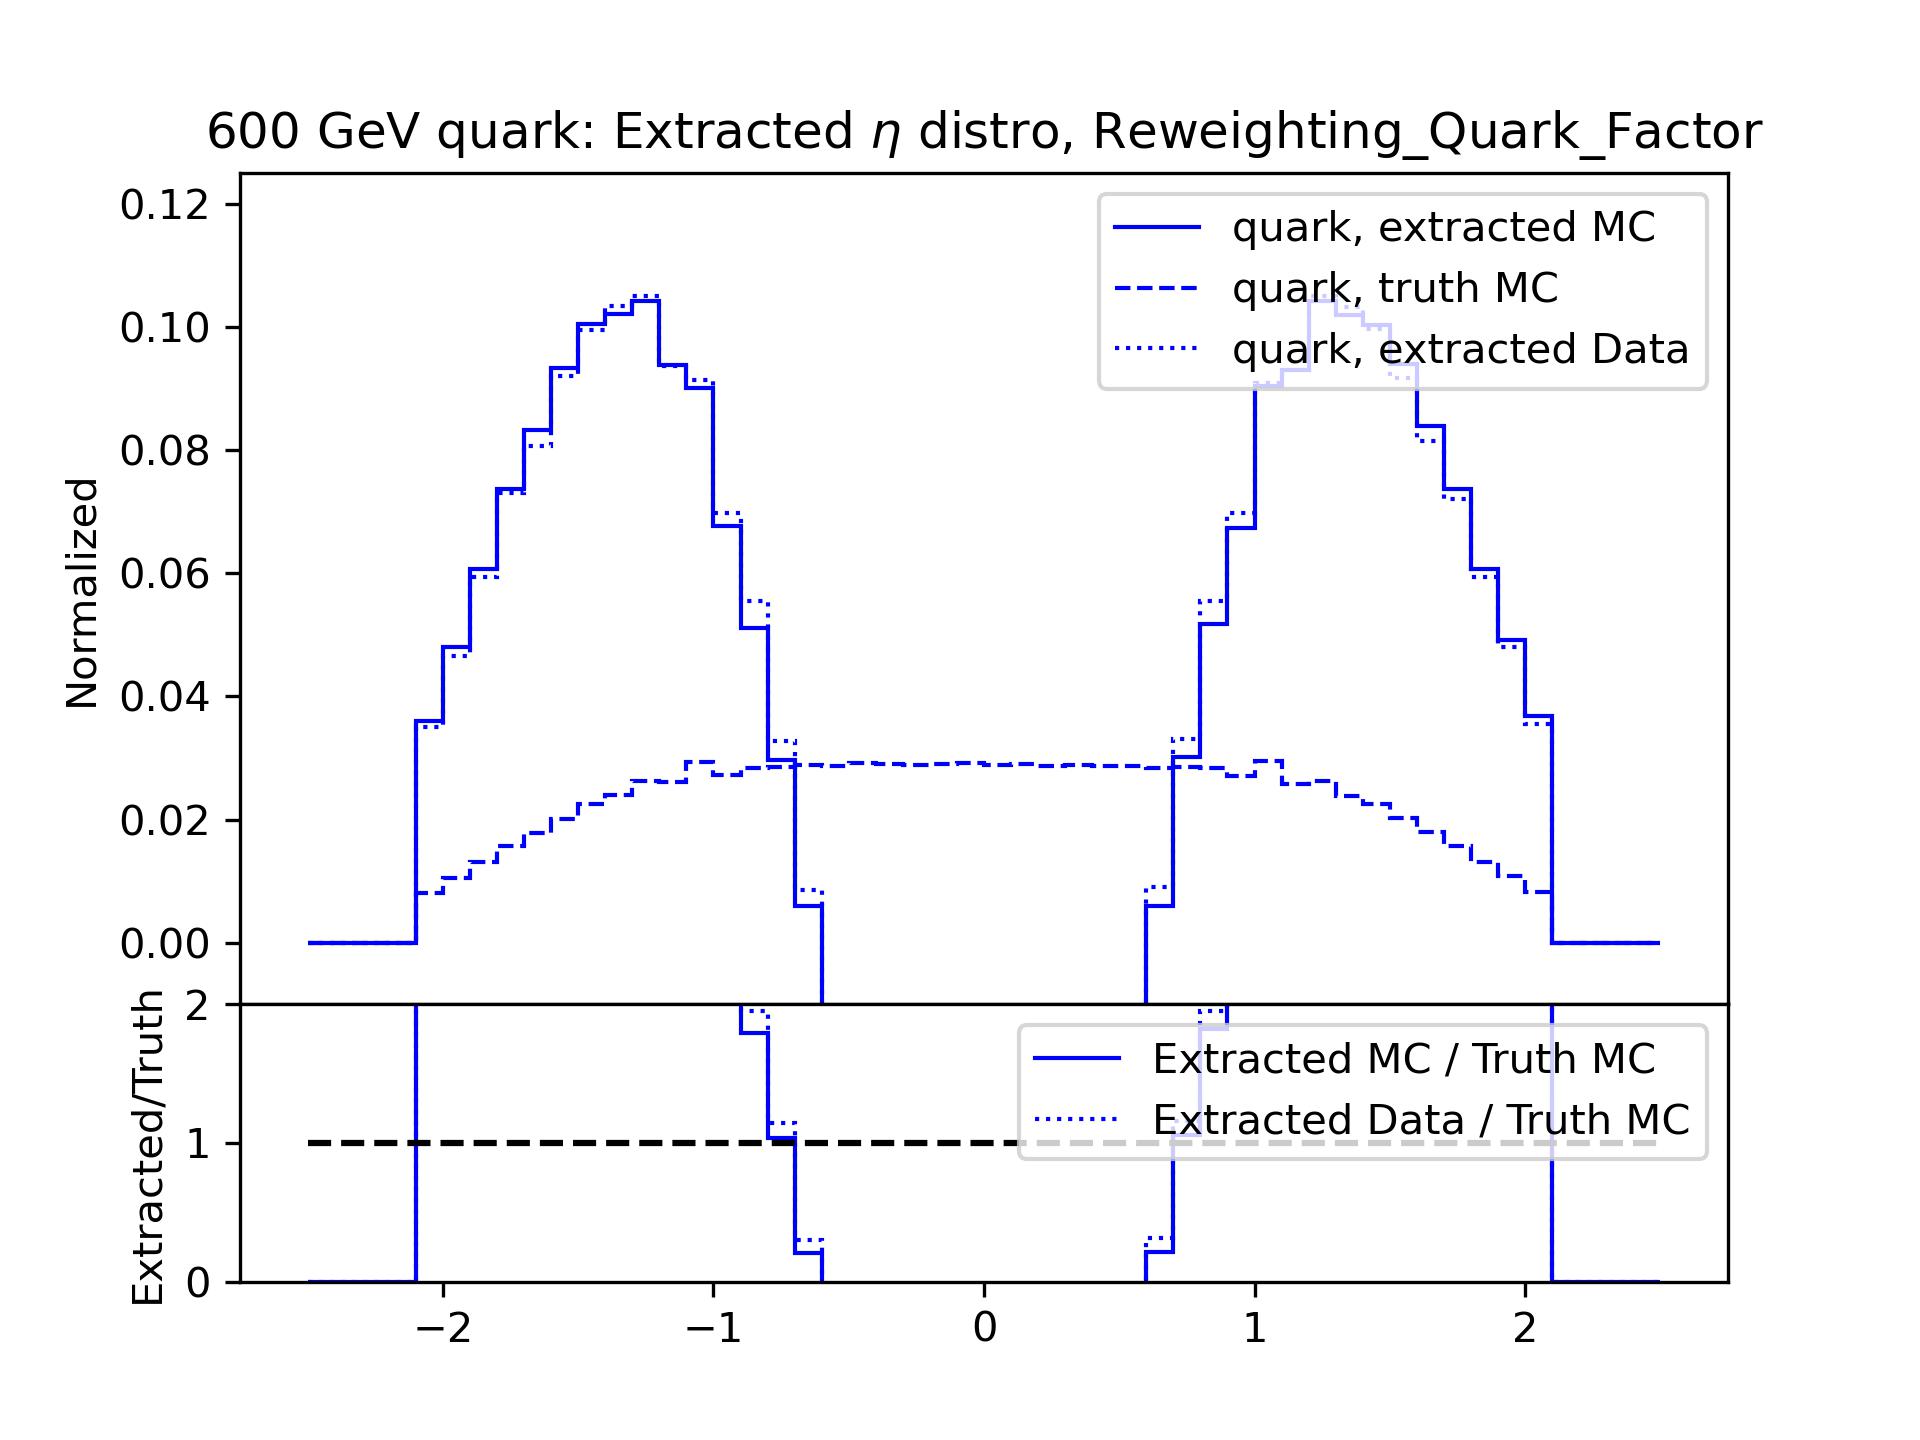 600 GeV quark: Extracted η distro, Reweighting_Quark_Factor
0.12
0.10
0.08
0.06
0.04
0.02
0.00
Normalized
quark, extracted MC
quark, truth MC
quark, extracted Data
2
1
0
Extracted/Truth
Extracted MC / Truth MC
Extracted Data / Truth MC
−2
−1
0
1
2